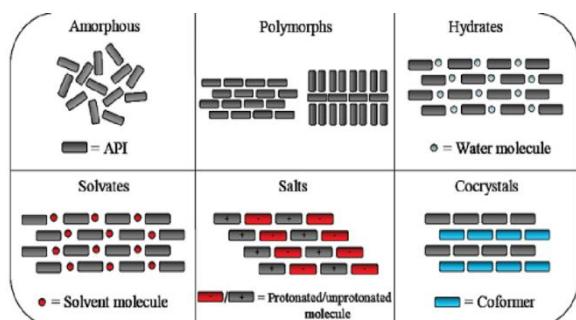 Amorphous
Polymorphs
Hydrates
= API
= Water molecule
Solvates
Salts
Cocrystals
+ - + -
+ - + -
+ - + -
+ - + -
= Solvent molecule
- / + = Protonated/unprotonated
molecule
= Coformer